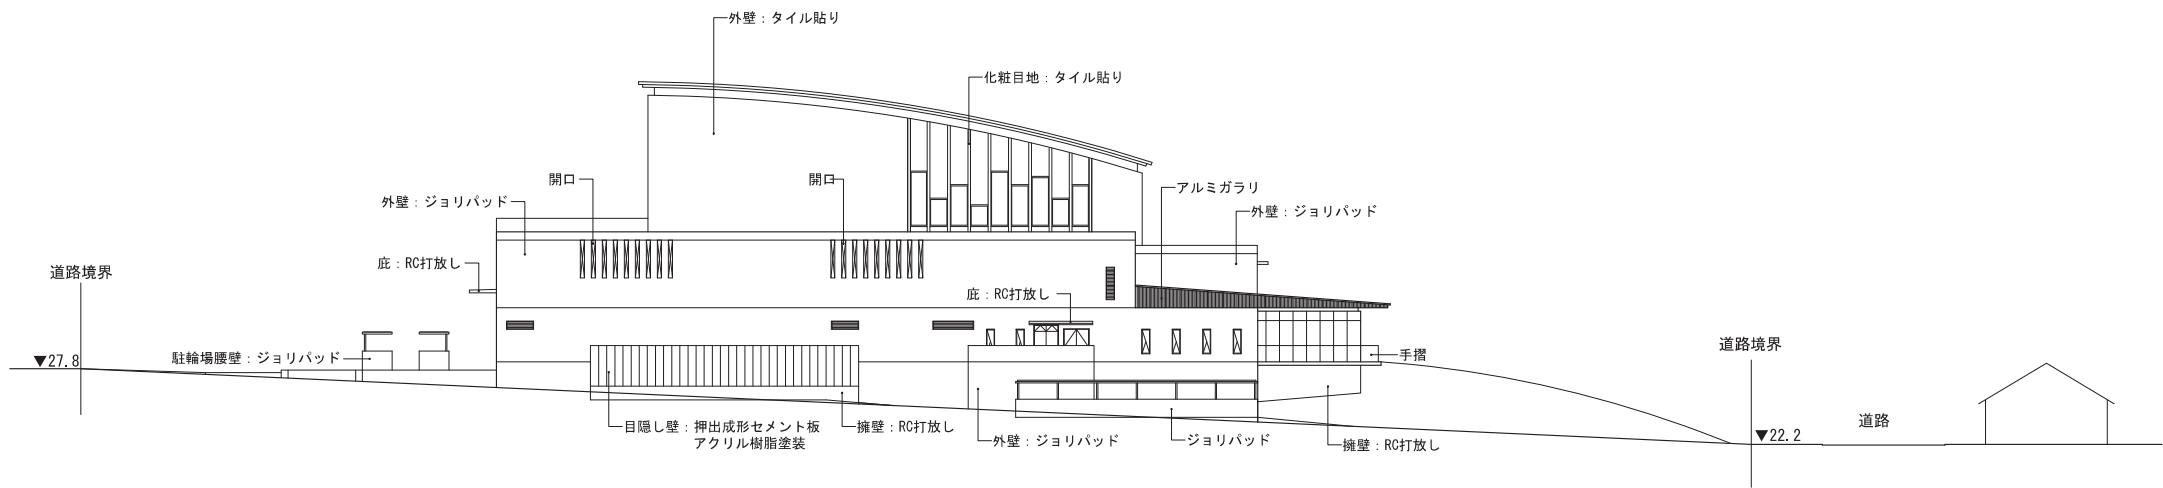 外壁：タイル貼り
化粧目地：タイル貼り
開口
開口
アルミガラリ
外壁：ジョリパッド
外壁：ジョリパッド
庇：RC打放し
道路境界
庇：RC打放し
道路境界
駐輪場腰壁：ジョリパッド
▼27.8
手摺
道路
目隠し壁：押出成形セメント板
アクリル樹脂塗装
擁壁：RC打放し
外壁：ジョリパッド
ジョリパッド
擁壁：RC打放し
▼22.2